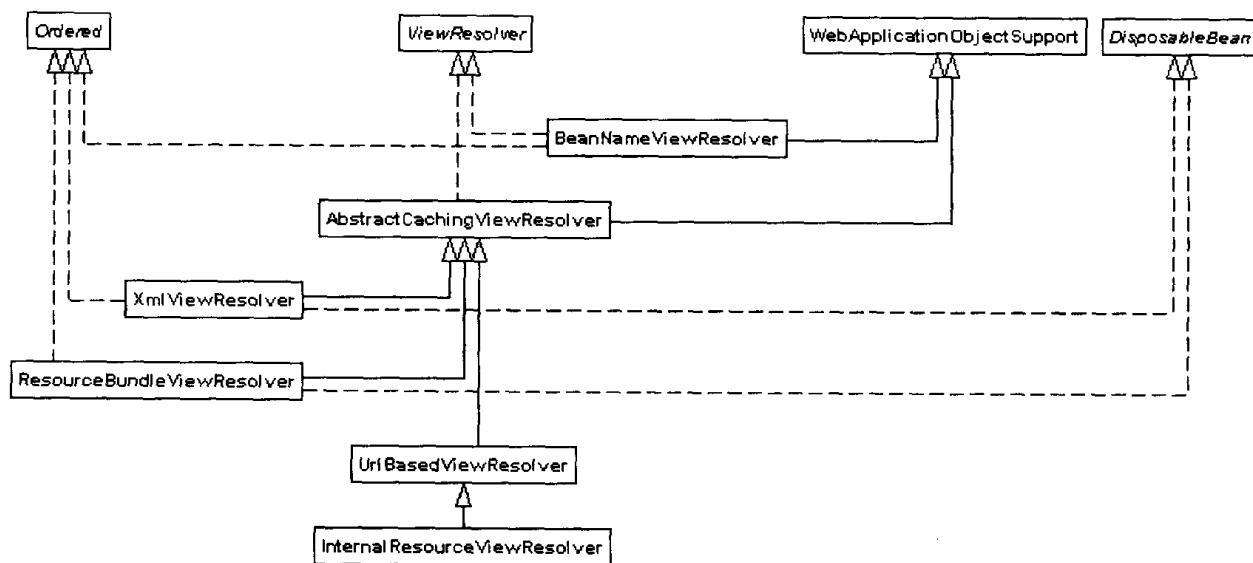 Ordered
ViewResolver
WebApplicationObjectSupport
DisposableBean
BeanNameViewResolver
AbstractCachingViewResolver
XmlViewResolver
ResourceBundleViewResolver
UrlBasedViewResolver
InternalResourceViewResolver